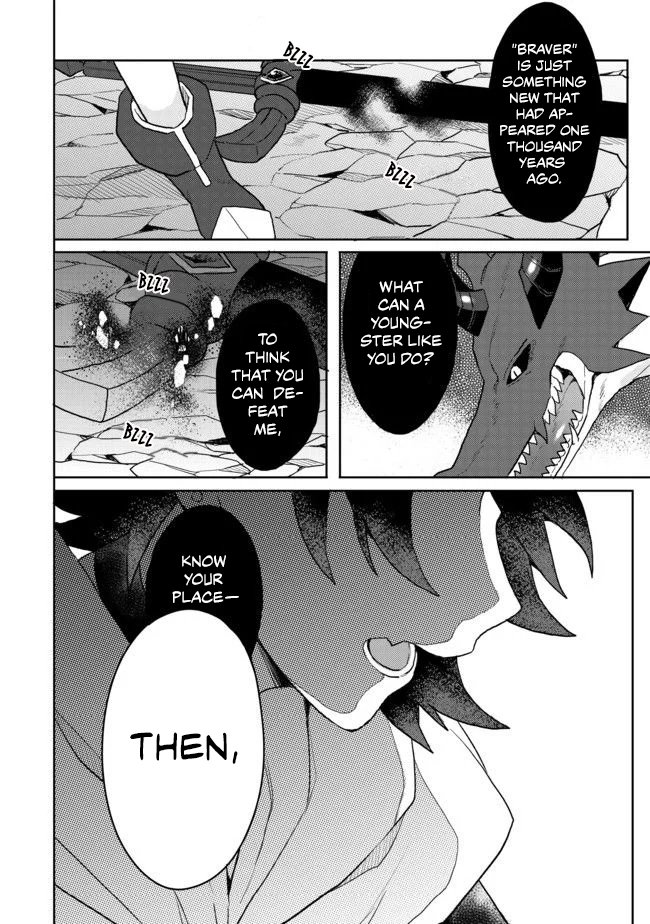 "BRAVER"
IS JUST
SOMETHING
NEW THAT
HAD AP-
PEARED ONE
THOUSAND
YEARS
AGO.
BZZZ
BZZZ
WHAT
CAN A
YOUNG-
STER LIKE
YOU DO?
BZZZ
TO
THINK
THAT YOU
CAN DE-
FEAT
ME,
BZZZ
KNOW
YOUR
PLACE—
THEN,